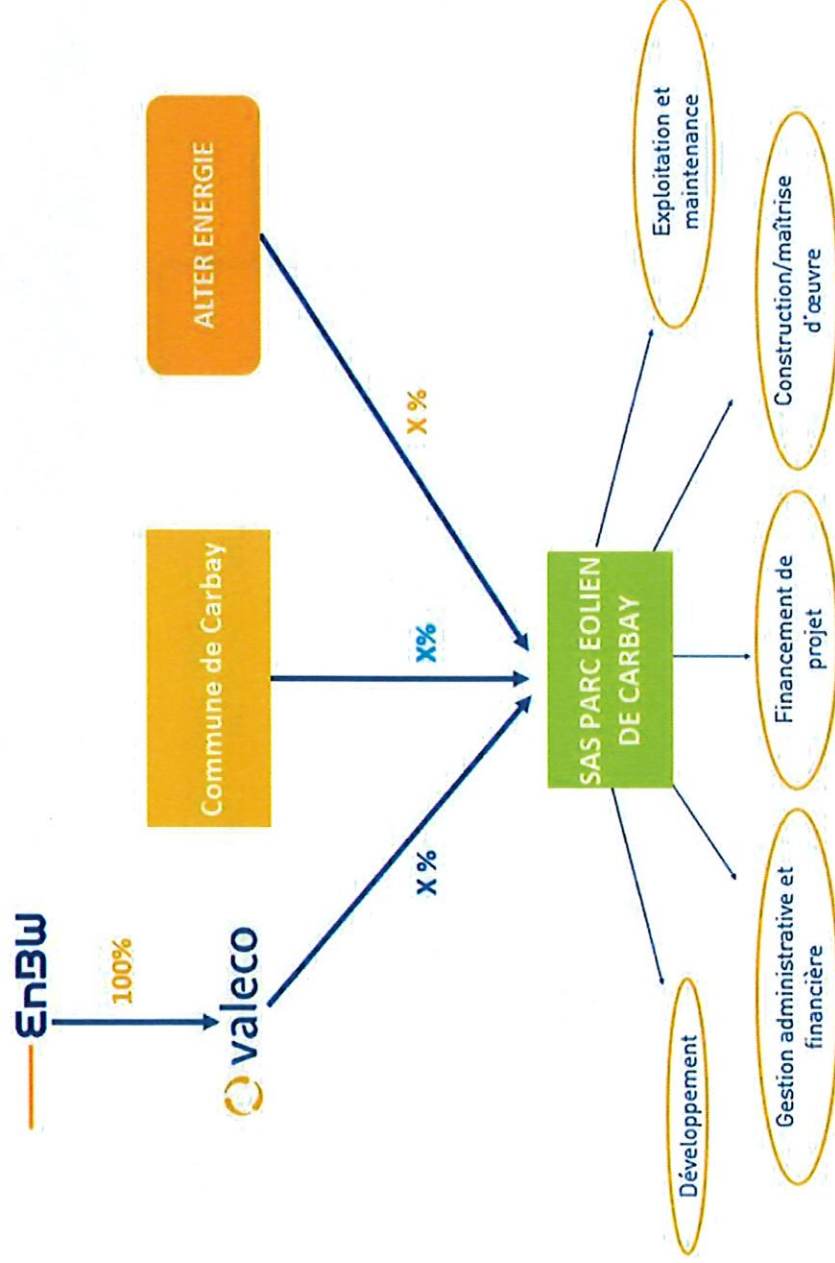 EnBW
100%
valeco
Commune de Carbay
ALTER ENERGIE
X %
X%
X %
SAS PARC EOLIEN
DE CARBAY
Développement
Gestion administrative et
financière
Financement de
projet
Construction/maîtrise
d'œuvre
Exploitation et
maintenance